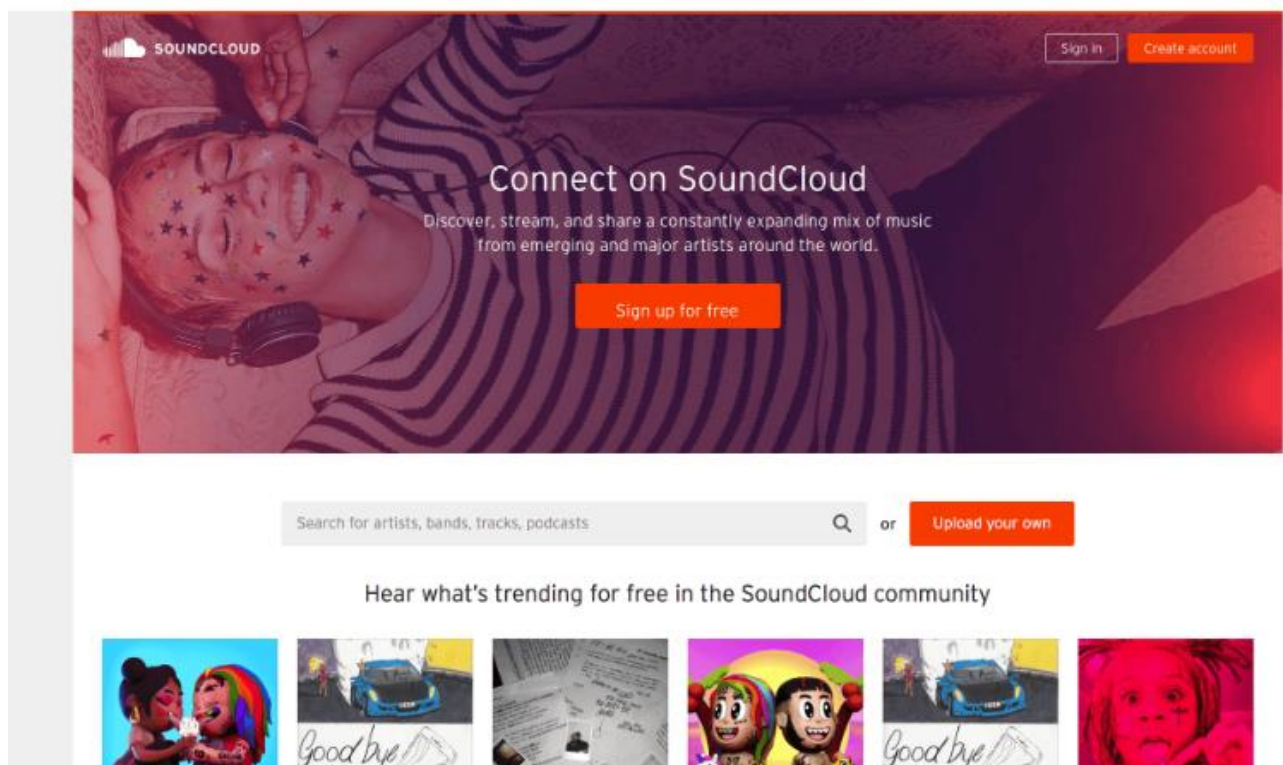 SOUNDCLOUD
Sign in
Create account
Connect on SoundCloud
Discover, stream, and share a constantly expanding mix of music
from emerging and major artists around the world.
Sign up for free
Search for artists, bands, tracks, podcasts
or
Upload your own
Hear what's trending for free in the SoundCloud community
Good bye
Good bye